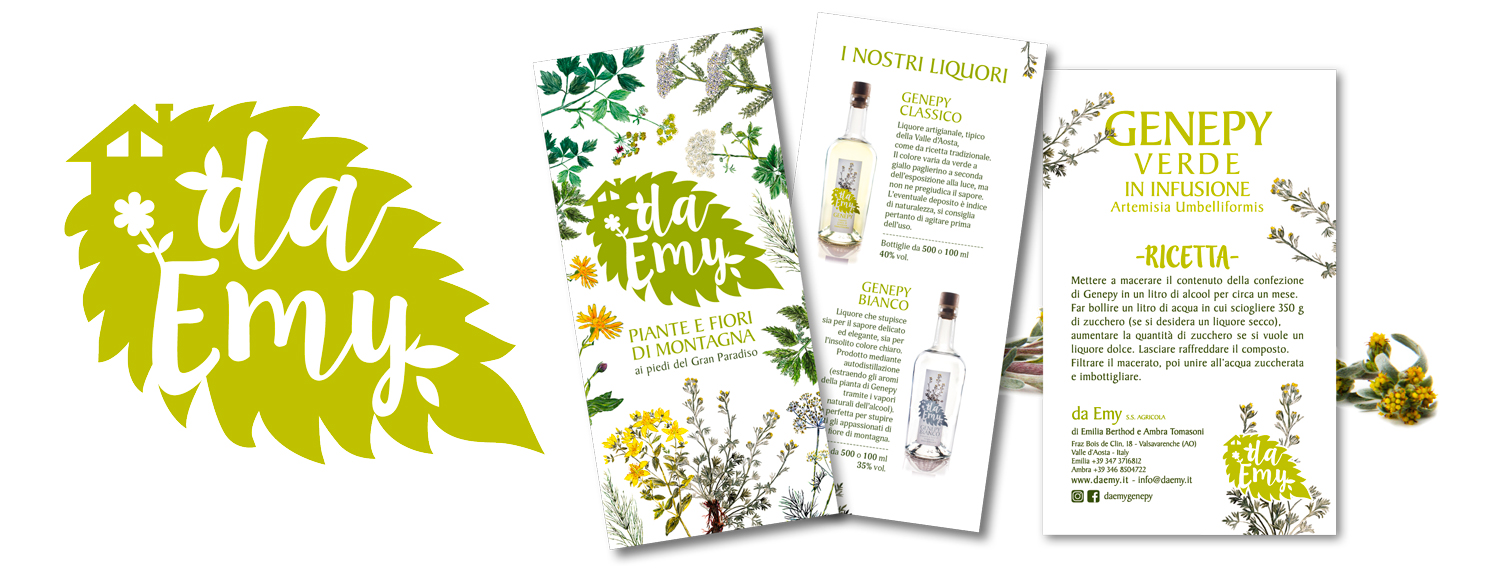 da
Emy
da
Emy
PIANTE E FIORI
DI MONTAGNA
ai piedi del Gran Paradiso
I NOSTRI LIQUORI
GENEPY
CLASSICO
Liquore artigianale, tipico
della Valle d'Aosta,
come da ricetta tradizionale.
Il colore varia da verde a
giallo paglierino a seconda
dell'esposizione alla luce, ma
non ne pregiudica il sapore.
L'eventuale deposito è indice
di naturalezza, si consiglia
pertanto di agitare prima
dell'uso.
Bottiglie da 500 o 100 ml
40% vol.
da
Emy
GENEPY
BIANCO
Liquore che stupisce
sia per il sapore delicato
ed elegante, sia per
l'insolito colore chiaro.
Prodotto mediante
autodistillazione
(estraendo gli aromi
della pianta di Genepy
tramite i vapori
naturali dell'alcool).
perfetta per stupire
gli appassionati di
fiore di montagna.
da 500 o 100 ml
35% vol.
da
Emy
GENEPY
VERDE
IN INFUSIONE
Artemisia Umbelliformis
-RICETTA-
Mettere a macerare il contenuto della confezione
di Genepy in un litro di alcool per circa un mese.
Far bollire un litro di acqua in cui sciogliere 350 g
di zucchero (se si desidera un liquore secco),
aumentare la quantità di zucchero se si vuole un
liquore dolce. Lasciare raffreddare il composto.
Filtrare il macerato, poi unire all'acqua zuccherata
e imbottigliare.
da Emy S.S. AGRICOLA
di Emilia Berthod e Ambra Tomasoni
Fraz Bois de Clin, 18 - Valsavarenche (AO)
Valle d'Aosta - Italy
Emilia +39 347 3716812
Ambra +39 346 8504722
www.daemy.it - info@daemy.it
daemygenepy
da
Emy